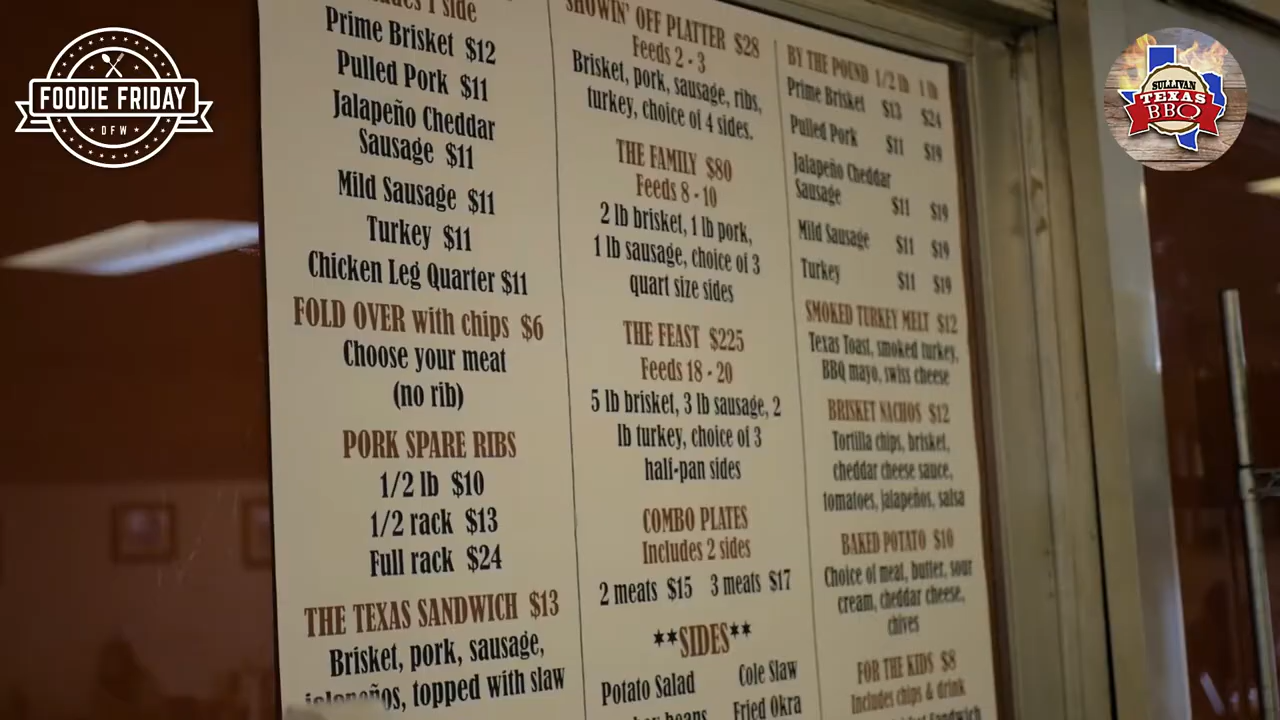 FOODIE FRIDAY
DFW
SULLIVAN
TEXAS
BBQ
1 side
Prime Brisket $12
Pulled Pork $11
Jalapeño Cheddar
Sausage $11
Mild Sausage $11
Turkey $11
Chicken Leg Quarter $11
FOLD OVER with chips $6
Choose your meat
(no rib)
PORK SPARE RIBS
1/2 lb $10
1/2 rack $13
Full rack $24
THE TEXAS SANDWICH $13
Brisket, pork, sausage,
jalapeños, topped with slaw
SHOWIN' OFF PLATTER $28
Feeds 2 - 3
Brisket, pork, sausage, ribs,
turkey, choice of 4 sides.
THE FAMILY $80
Feeds 8 - 10
2 lb brisket, 1 lb pork,
1 lb sausage, choice of 3
quart size sides
THE FEAST $225
Feeds 18 - 20
5 lb brisket, 3 lb sausage, 2
lb turkey, choice of 3
half-pan sides
COMBO PLATES
Includes 2 sides
2 meats $15 3 meats $17
**SIDES**
Potato Salad Cole Slaw
beans Fried Okra
BY THE POUND 1/2 lb 1 lb
Prime Brisket $13 $24
Pulled Pork $11 $19
Jalapeño Cheddar
Sausage $11 $19
Mild Sausage $11 $19
Turkey $11 $19
SMOKED TURKEY MELT $12
Texas Toast, smoked turkey,
BBQ mayo, swiss cheese
BRISKET NACHOS $12
Tortilla chips, brisket,
cheddar cheese sauce,
tomatoes, jalapeños, salsa
BAKED POTATO $10
Choice of meat, butter, sour
cream, cheddar cheese,
chives
FOR THE KIDS $8
Includes chips & drink
Sandwich